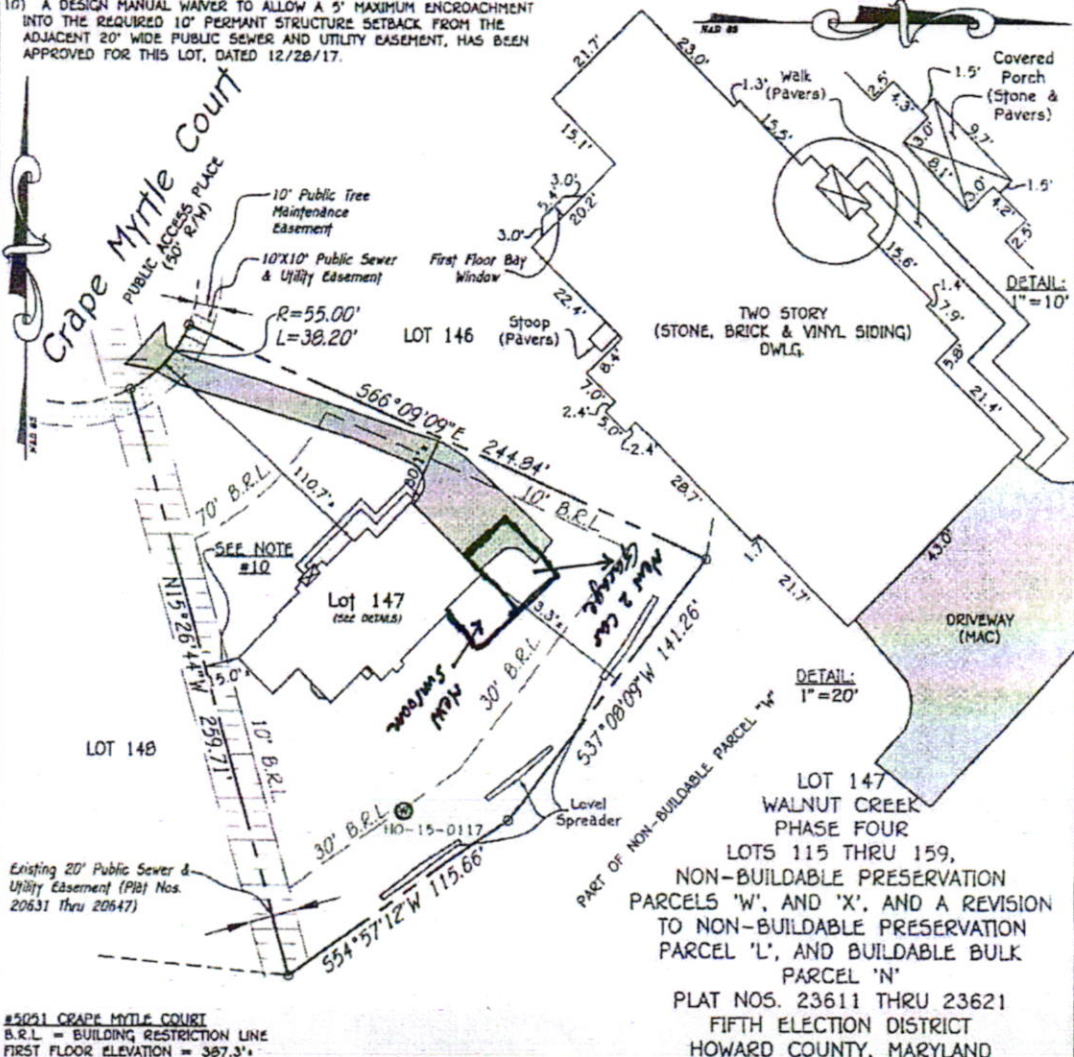 10) A DESIGN MANUAL WAIVER TO ALLOW A 5' MAXIMUM ENCROACHMENT
INTO THE REQUIRED 10' PERMANT STRUCTURE SETBACK FROM THE
ADJACENT 20' WIDE PUBLIC SEWER AND UTILITY EASEMENT, HAS BEEN
APPROVED FOR THIS LOT, DATED 12/28/17.
NAD 83
Crape Myrtle Court
PUBLIC ACCESS PLACE
(50' R/W)
10' Public Tree
Maintenance
Easement
10'X10' Public Sewer
& Utility Easement
R=55.00'
L=38.20'
LOT 146
NAD 83
S66°09'09"E
244.84'
10' B.R.L.
110.7'±
70' B.R.L.
SEE NOTE
#10
Lot 147
(SEE DETAILS)
New 2 Car
Garage
New
Sunroom
30' B.R.L.
S37°08'09"W 141.26'
N15°26'44"W
259.71'
15.0'±
10' B.R.L.
LOT 148
30' B.R.L.
W
HO-15-0117
Level
Spreader
S54°57'12"W 115.66'
Existing 20' Public Sewer &
Utility Easement (Plat Nos.
20631 Thru 20647)
PART OF NON-BUILDABLE PARCEL "W"
21.7'
23.0'
15.1'
1.3'
Walk
(Pavers)
15.5'
3.0'
5.4'
20.2'
3.0'
First Floor Bay
Window
22.4'
Stoop
(Pavers)
8.4'
7.0'
2.4'
5.0'
2.4'
28.7'
1.7'
21.7'
TWO STORY
(STONE, BRICK & VINYL SIDING)
DWLG.
15.6'
1.4'
7.9'
5.8'
21.4'
43.0'
DRIVEWAY
(MAC)
DETAIL:
1"=20'
2.5'
4.3'
1.5'
Covered
Porch
(Stone &
Pavers)
3.0'
9.7'
8.1'
3.0'
1.5'
4.2'
2.5'
DETAIL:
1"=10'
LOT 147
WALNUT CREEK
PHASE FOUR
LOTS 115 THRU 159,
NON-BUILDABLE PRESERVATION
PARCELS 'W', AND 'X', AND A REVISION
TO NON-BUILDABLE PRESERVATION
PARCEL 'L', AND BUILDABLE BULK
PARCEL 'N'
PLAT NOS. 23611 THRU 23621
FIFTH ELECTION DISTRICT
HOWARD COUNTY, MARYLAND
#5051 CRAPE MYTLE COURT
B.R.L. = BUILDING RESTRICTION LINE
FIRST FLOOR ELEVATION = 387.3'±